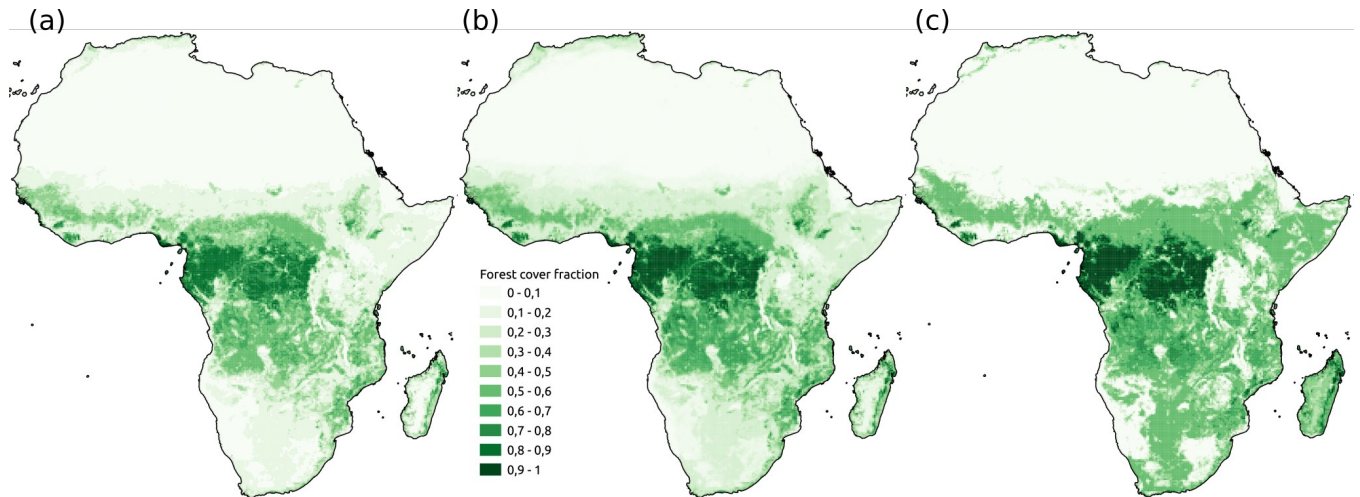 (a)
(b)
(c)
Forest cover fraction
0 - 0,1
0,1 - 0,2
0,2 - 0,3
0,3 - 0,4
0,4 - 0,5
0,5 - 0,6
0,6 - 0,7
0,7 - 0,8
0,8 - 0,9
0,9 - 1